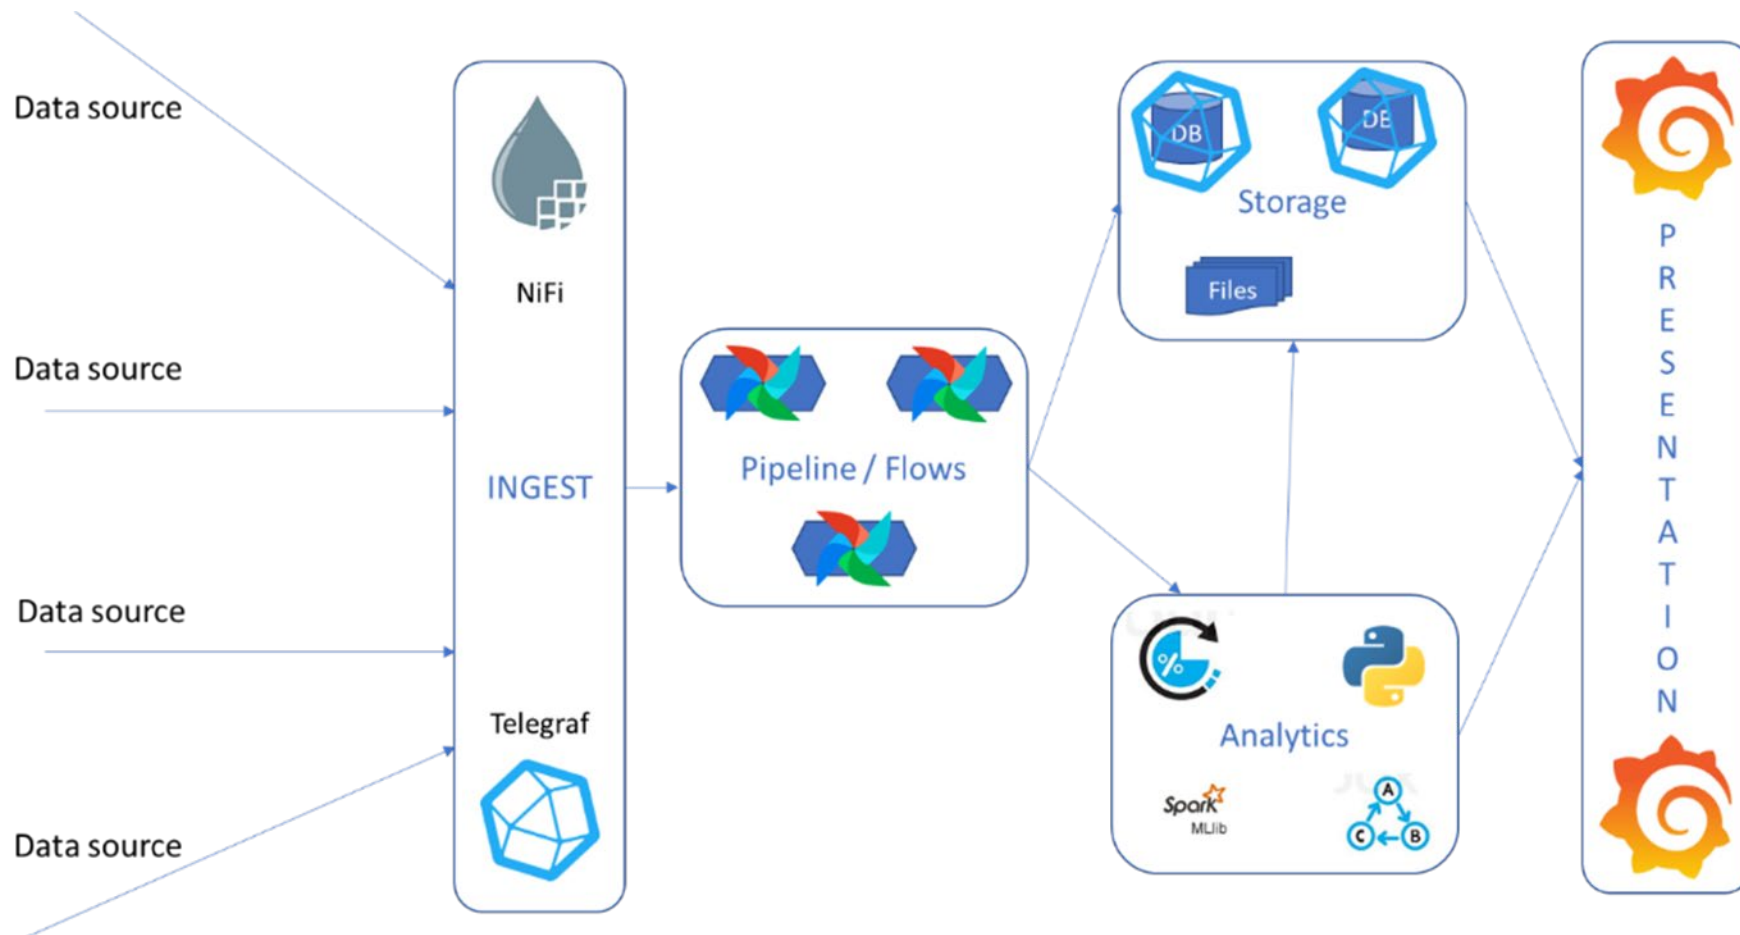 Data source
Data source
Data source
Data source
NiFi
INGEST
Telegraf
Pipeline / Flows
DB
DB
Storage
Files
%
Analytics
Spark
MLlib
A
C
B
P
R
E
S
E
N
T
A
T
I
O
N